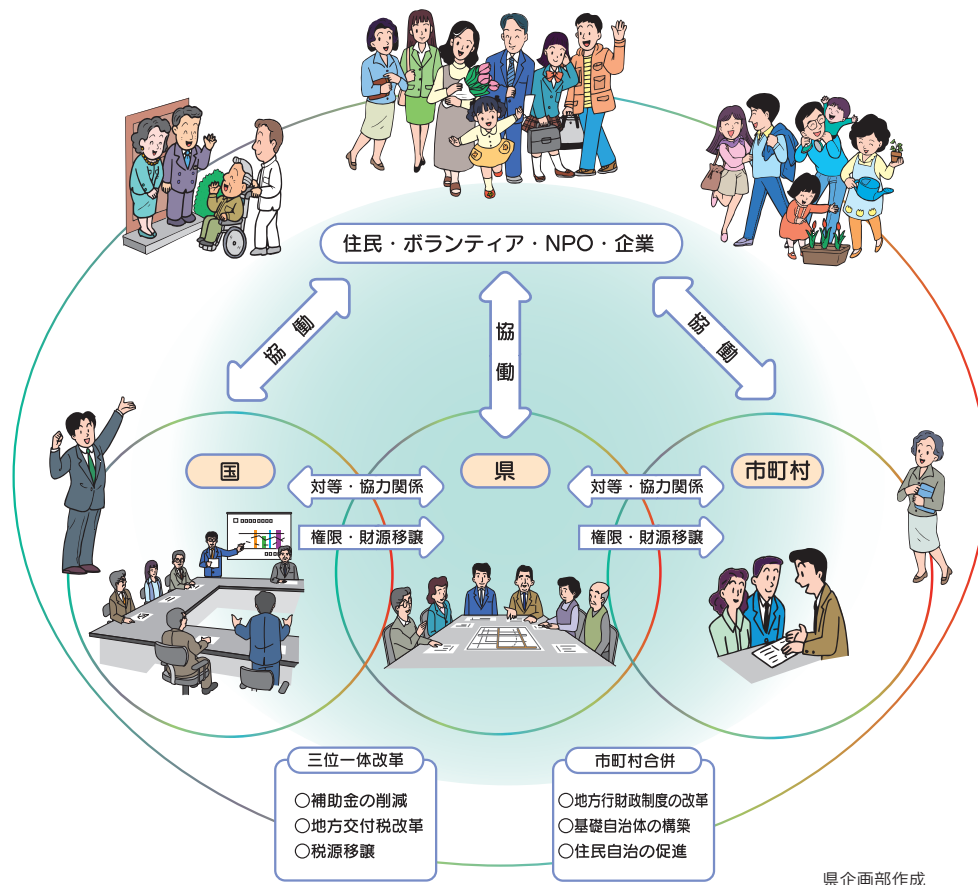 住民・ボランティア・NPO・企業
協働
協働
協働
国
県
市町村
対等・協力関係
対等・協力関係
権限・財源移譲
権限・財源移譲
三位一体改革
○補助金の削減
○地方交付税改革
○税源移譲
市町村合併
○地方行財政制度の改革
○基礎自治体の構築
○住民自治の促進
県企画部作成